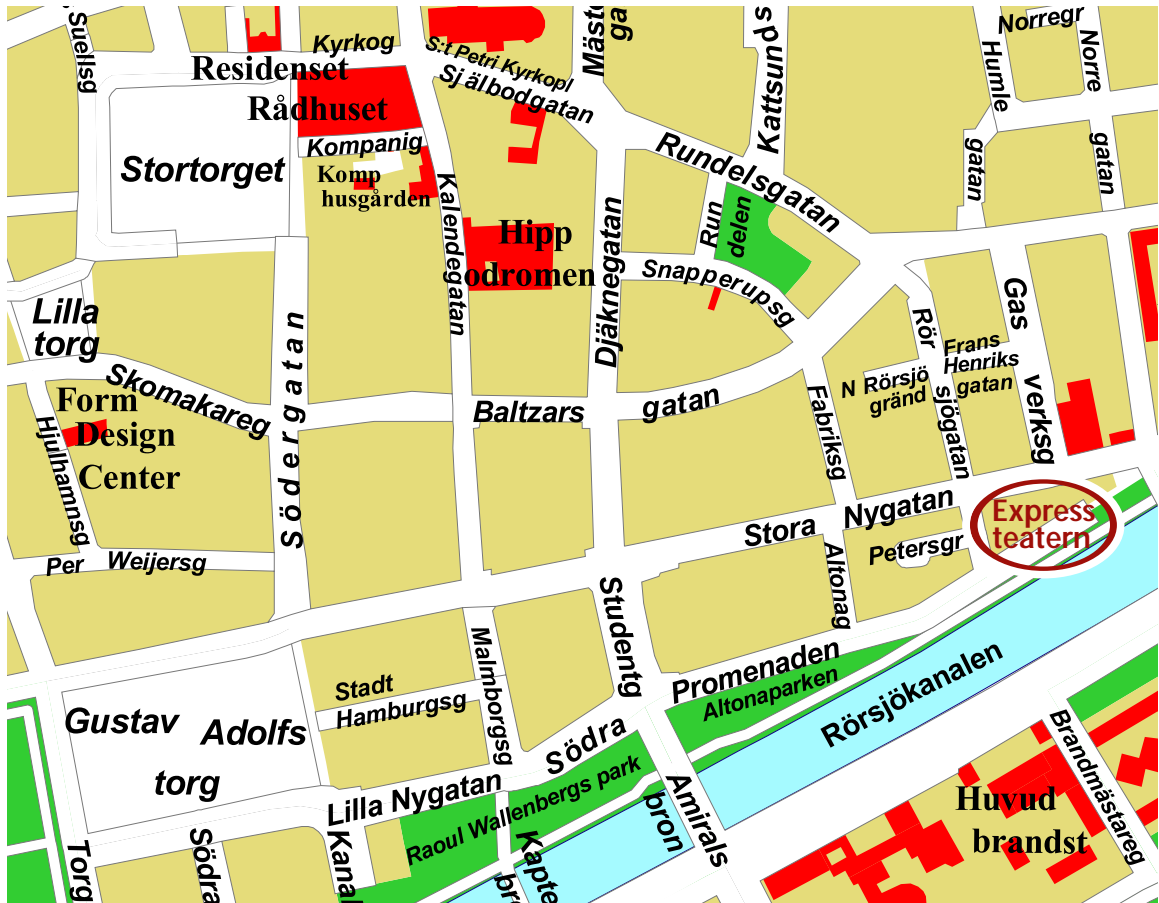 Suellsg
Kyrkog
S:t Petri Kyrkopl
Själbodgatan
Mäste
ga
Kattsun
ds
Norregr
Norre
gatan
Humle
gatan
Residenset
Rådhuset
Kompanig
Stortorget
Komp
husgården
Kalendegatan
Rundelsgatan
Run
delen
Hipp
odromen
Djäknegatan
Snapperupsg
Lilla
torg
Skomakareg
Södergatan
Form
Design
Center
Hjulhamnsg
Baltzars
gatan
Gas
verksg
Rör
sjögatan
Frans
Henriks
gatan
N Rörsjö
gränd
Fabriksg
Stora Nygatan
Petersgr
Altonag
Express
teatern
Per Weijersg
Studentg
Malmborgsg
Stadt
Hamburgsg
Promenaden
Altonaparken
Rörsjökanalen
Gustav Adolfs
torg
Södra
Lilla Nygatan
Raoul Wallenbergs park
Amirals
bron
Brandmästareg
Huvud
brandst
Torg
Södra
Kanal
Kapte
bro